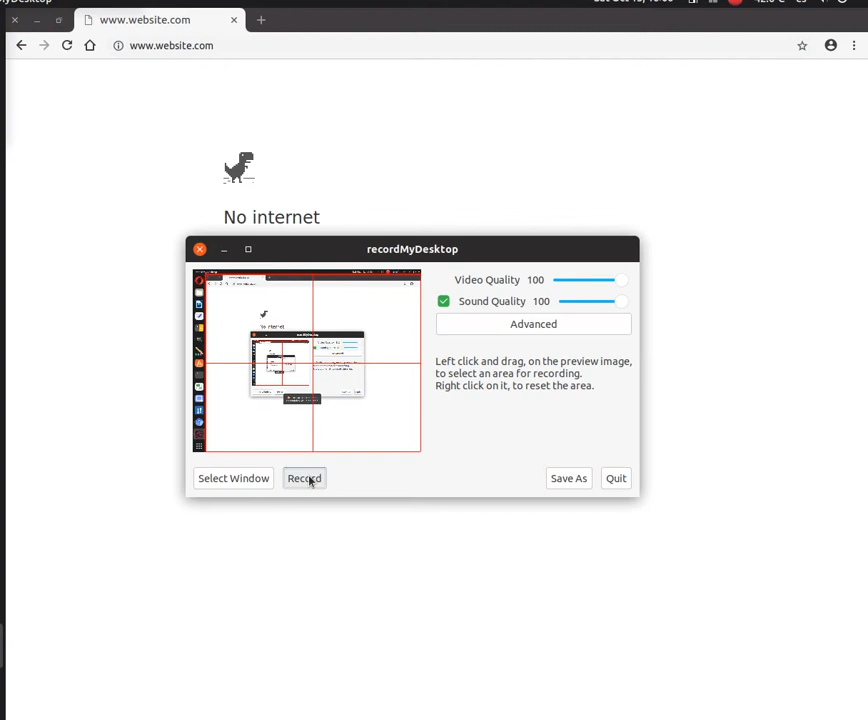 www.website.com
www.website.com
No internet
recordMyDesktop
Video Quality 100
Sound Quality 100
Advanced
Left click and drag, on the preview image,
to select an area for recording.
Right click on it, to reset the area.
Select Window
Record
Save As
Quit